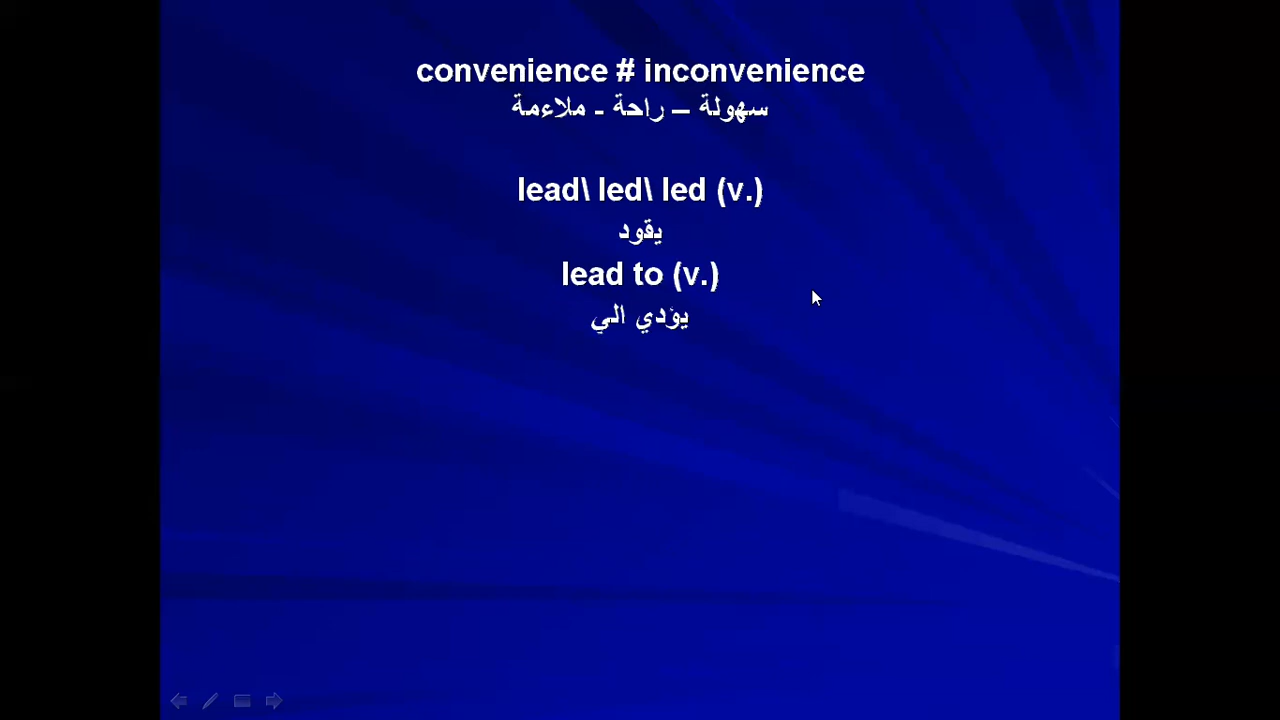 convenience # inconvenience
سهولة – راحة - ملاءمة
lead\ led\ led (v.)
يقود
lead to (v.)
يؤدي الي